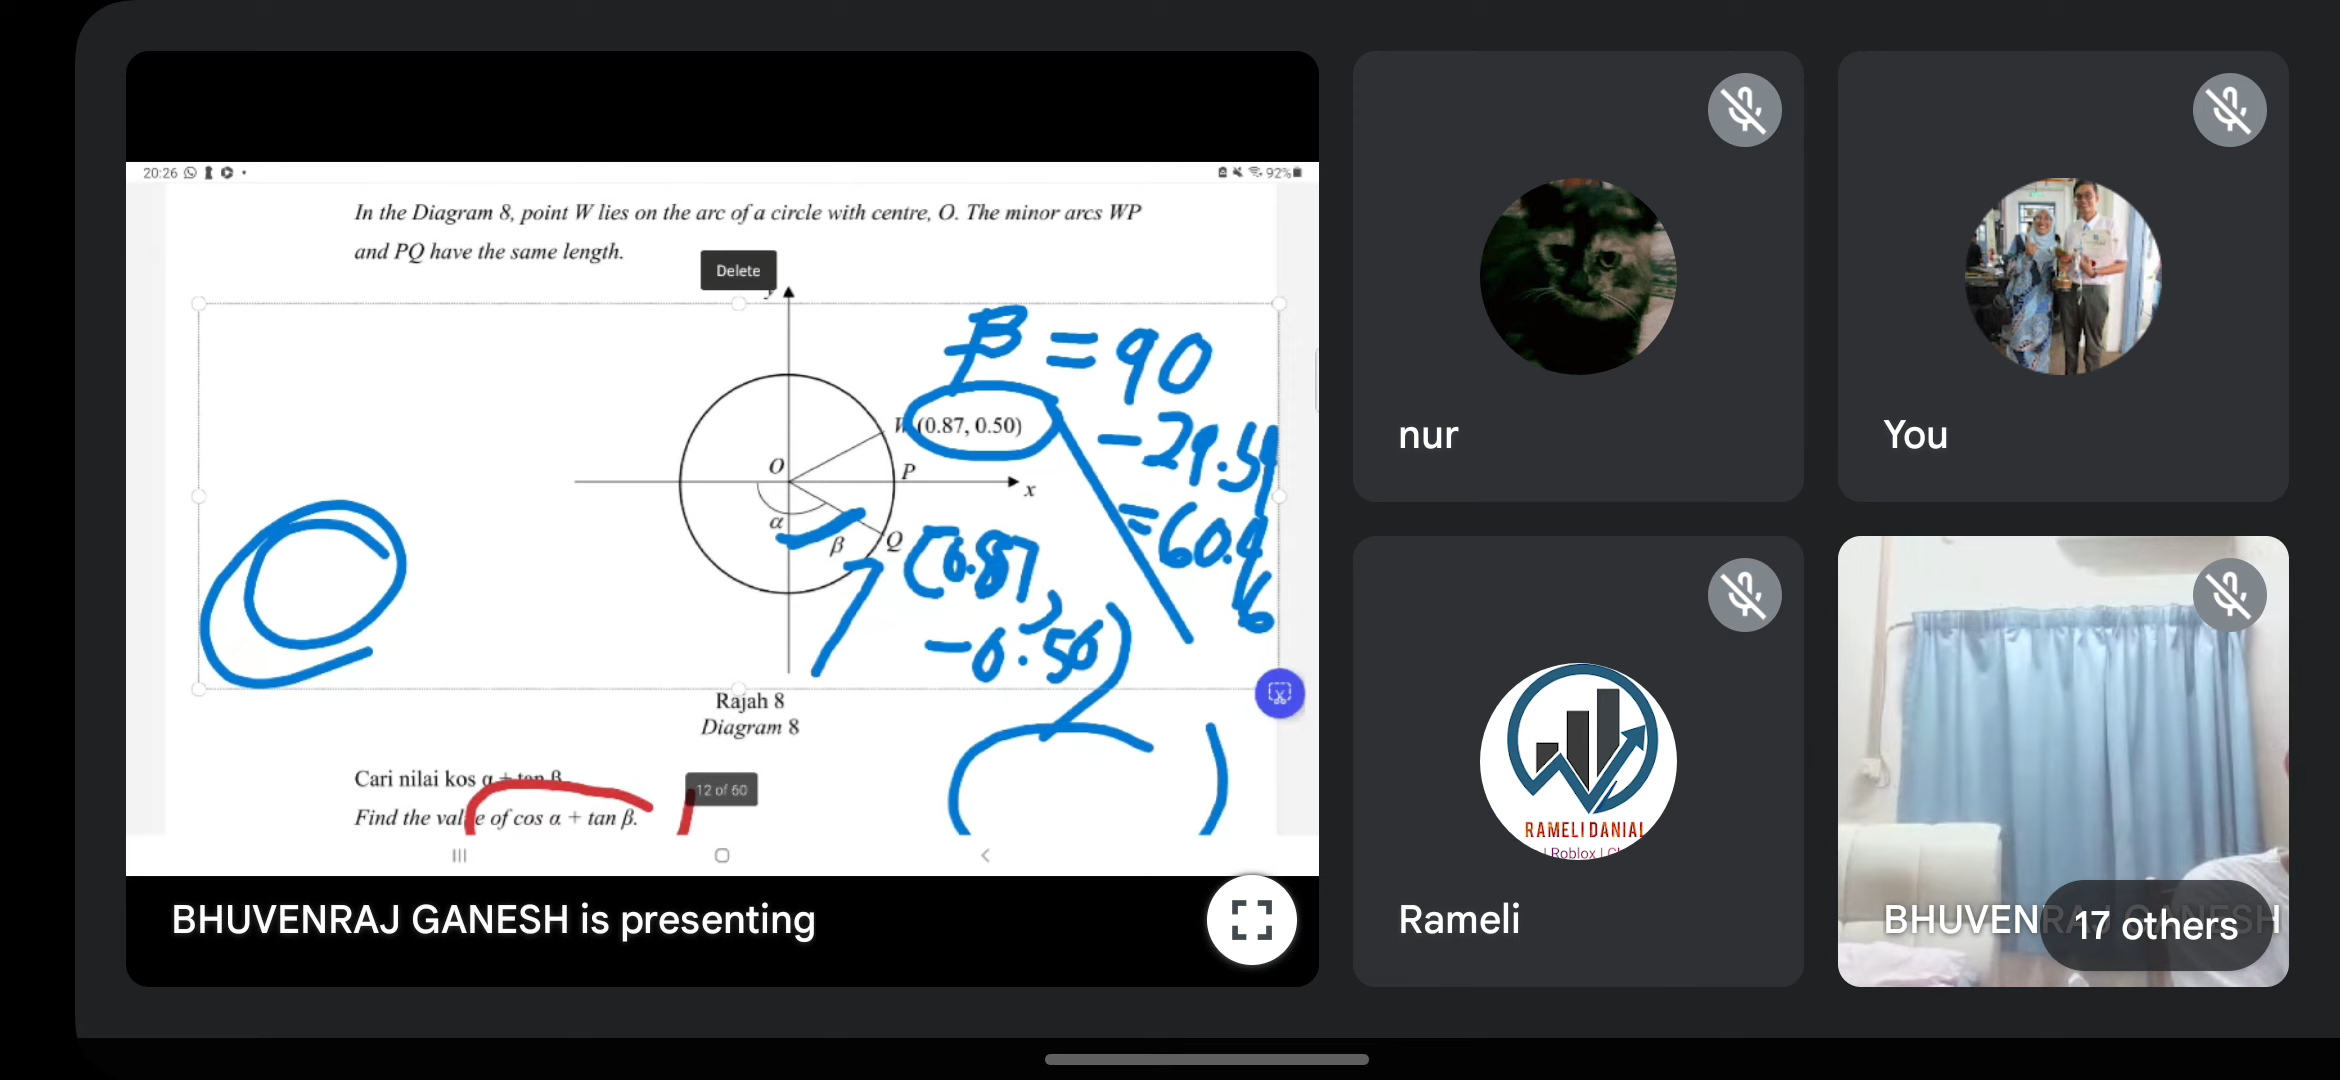 20:26
92%
In the Diagram 8, point W lies on the arc of a circle with centre, O. The minor arcs WP
and PQ have the same length.
Delete
y
β = 90
- 29.54
= 60.46
W (0.87, 0.50)
O
P
x
α
β
Q
(0.87,
-0.50)
Rajah 8
Diagram 8
Cari nilai kos α + tan β.
12 of 60
Find the value of cos α + tan β.
BHUVENRAJ GANESH is presenting
nur
You
RAMELI DANIAL
Roblox
Rameli
BHUVENRAJ GANESH
17 others